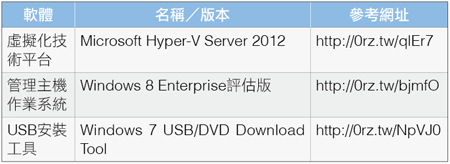 軟體 名稱／版本 參考網址
虛擬化技術平台 Microsoft Hyper-V Server 2012 http://0rz.tw/qIEr7
管理主機作業系統 Windows 8 Enterprise評估版 http://0rz.tw/bjmfO
USB安裝工具 Windows 7 USB/DVD Download Tool http://0rz.tw/NpVJ0